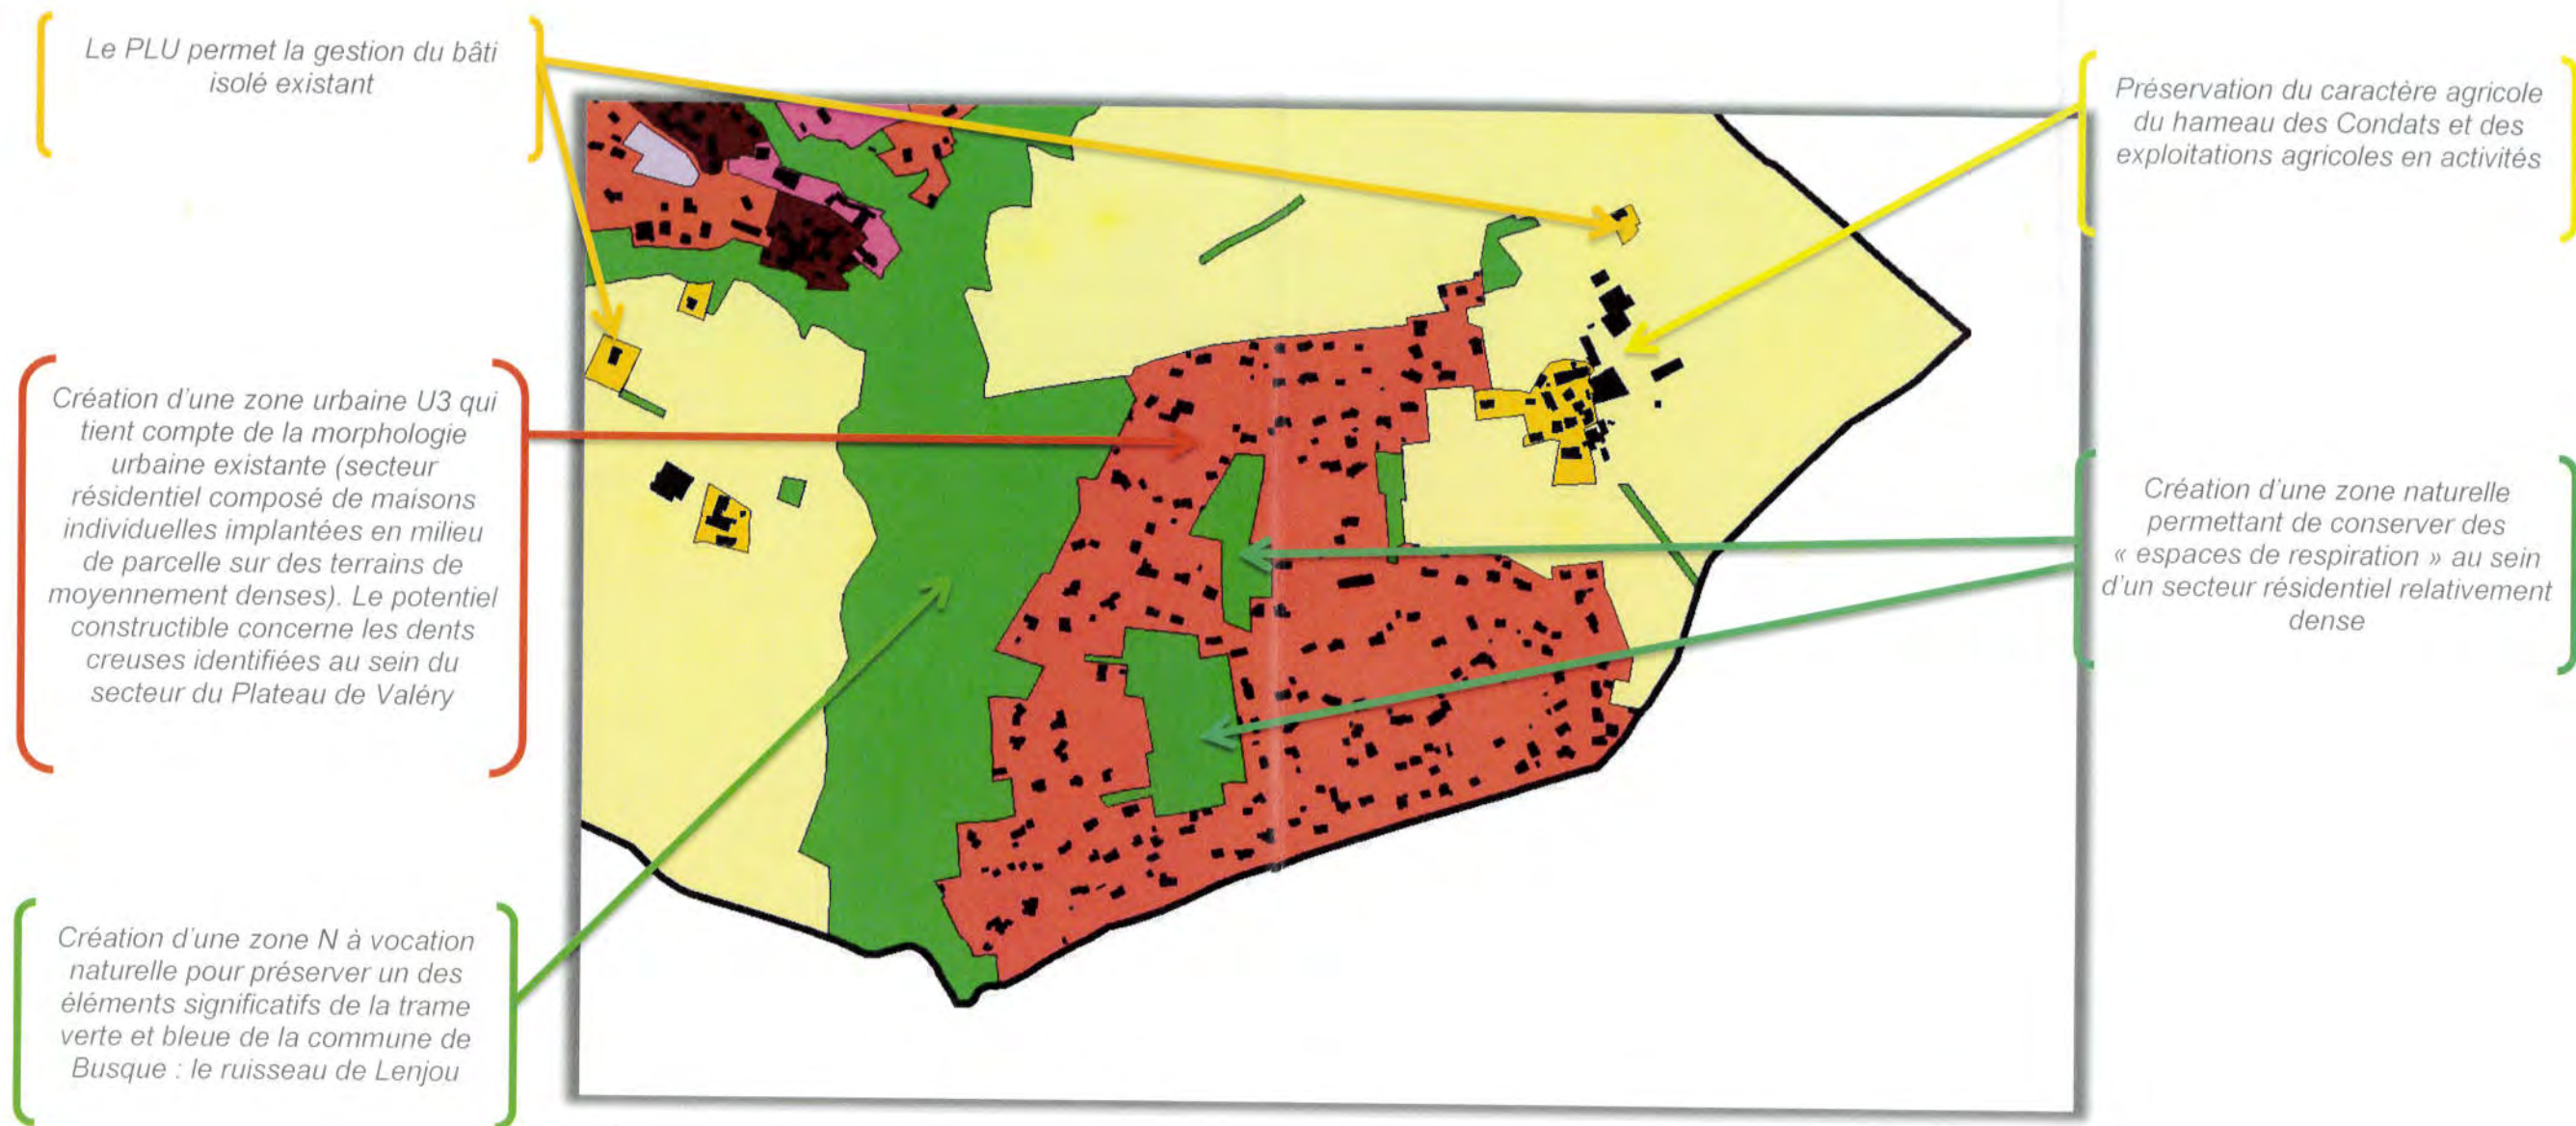 Le PLU permet la gestion du bâti
isolé existant
Création d'une zone urbaine U3 qui
tient compte de la morphologie
urbaine existante (secteur
résidentiel composé de maisons
individuelles implantées en milieu
de parcelle sur des terrains de
moyennement denses). Le potentiel
constructible concerne les dents
creuses identifiées au sein du
secteur du Plateau de Valéry
Création d'une zone N à vocation
naturelle pour préserver un des
éléments significatifs de la trame
verte et bleue de la commune de
Busque : le ruisseau de Lenjou
Préservation du caractère agricole
du hameau des Condats et des
exploitations agricoles en activités
Création d'une zone naturelle
permettant de conserver des
« espaces de respiration » au sein
d'un secteur résidentiel relativement
dense